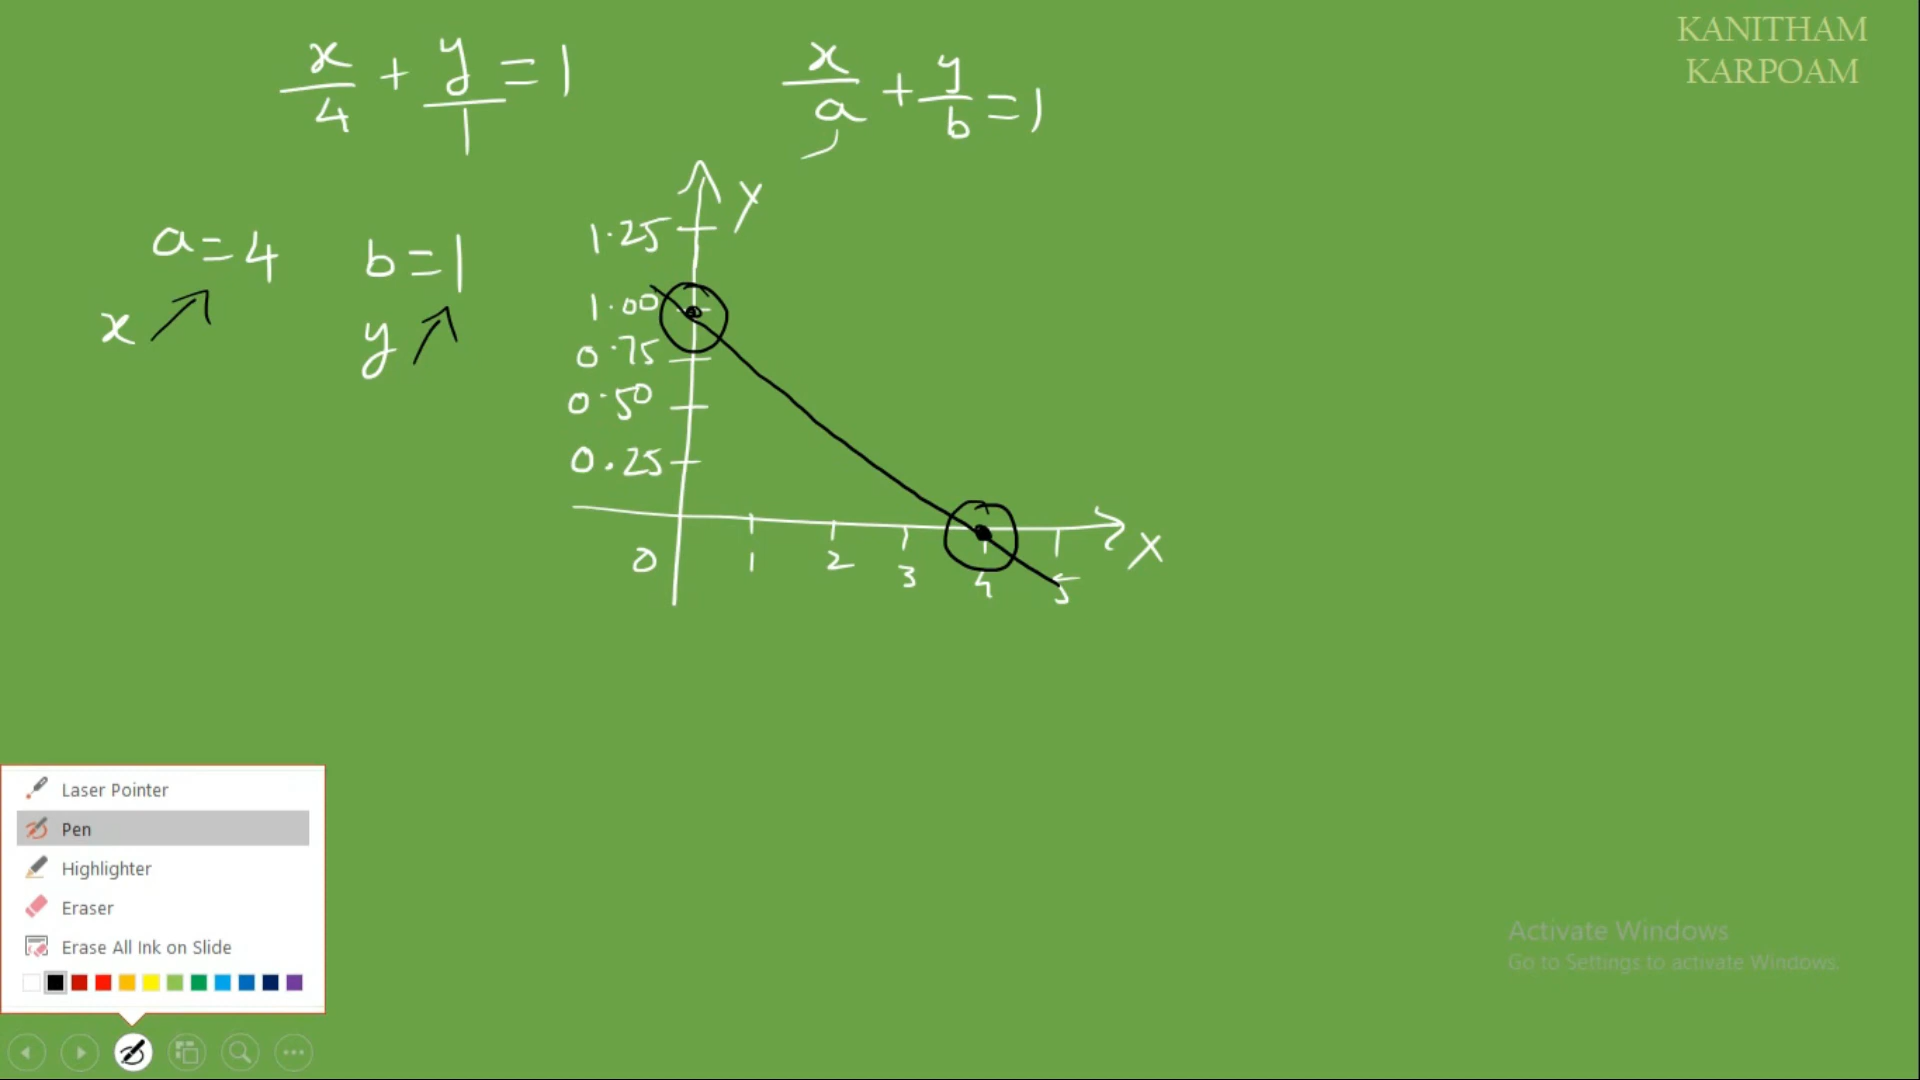 x/4 + y/1 = 1
x/a + y/b = 1
KANITHAM
KARPOAM
a = 4
b = 1
x
y
Y
1.25
1.00
0.75
0.50
0.25
0 1 2 3 4 5 X
Laser Pointer
Pen
Highlighter
Eraser
Erase All Ink on Slide
Activate Windows
Go to Settings to activate Windows.